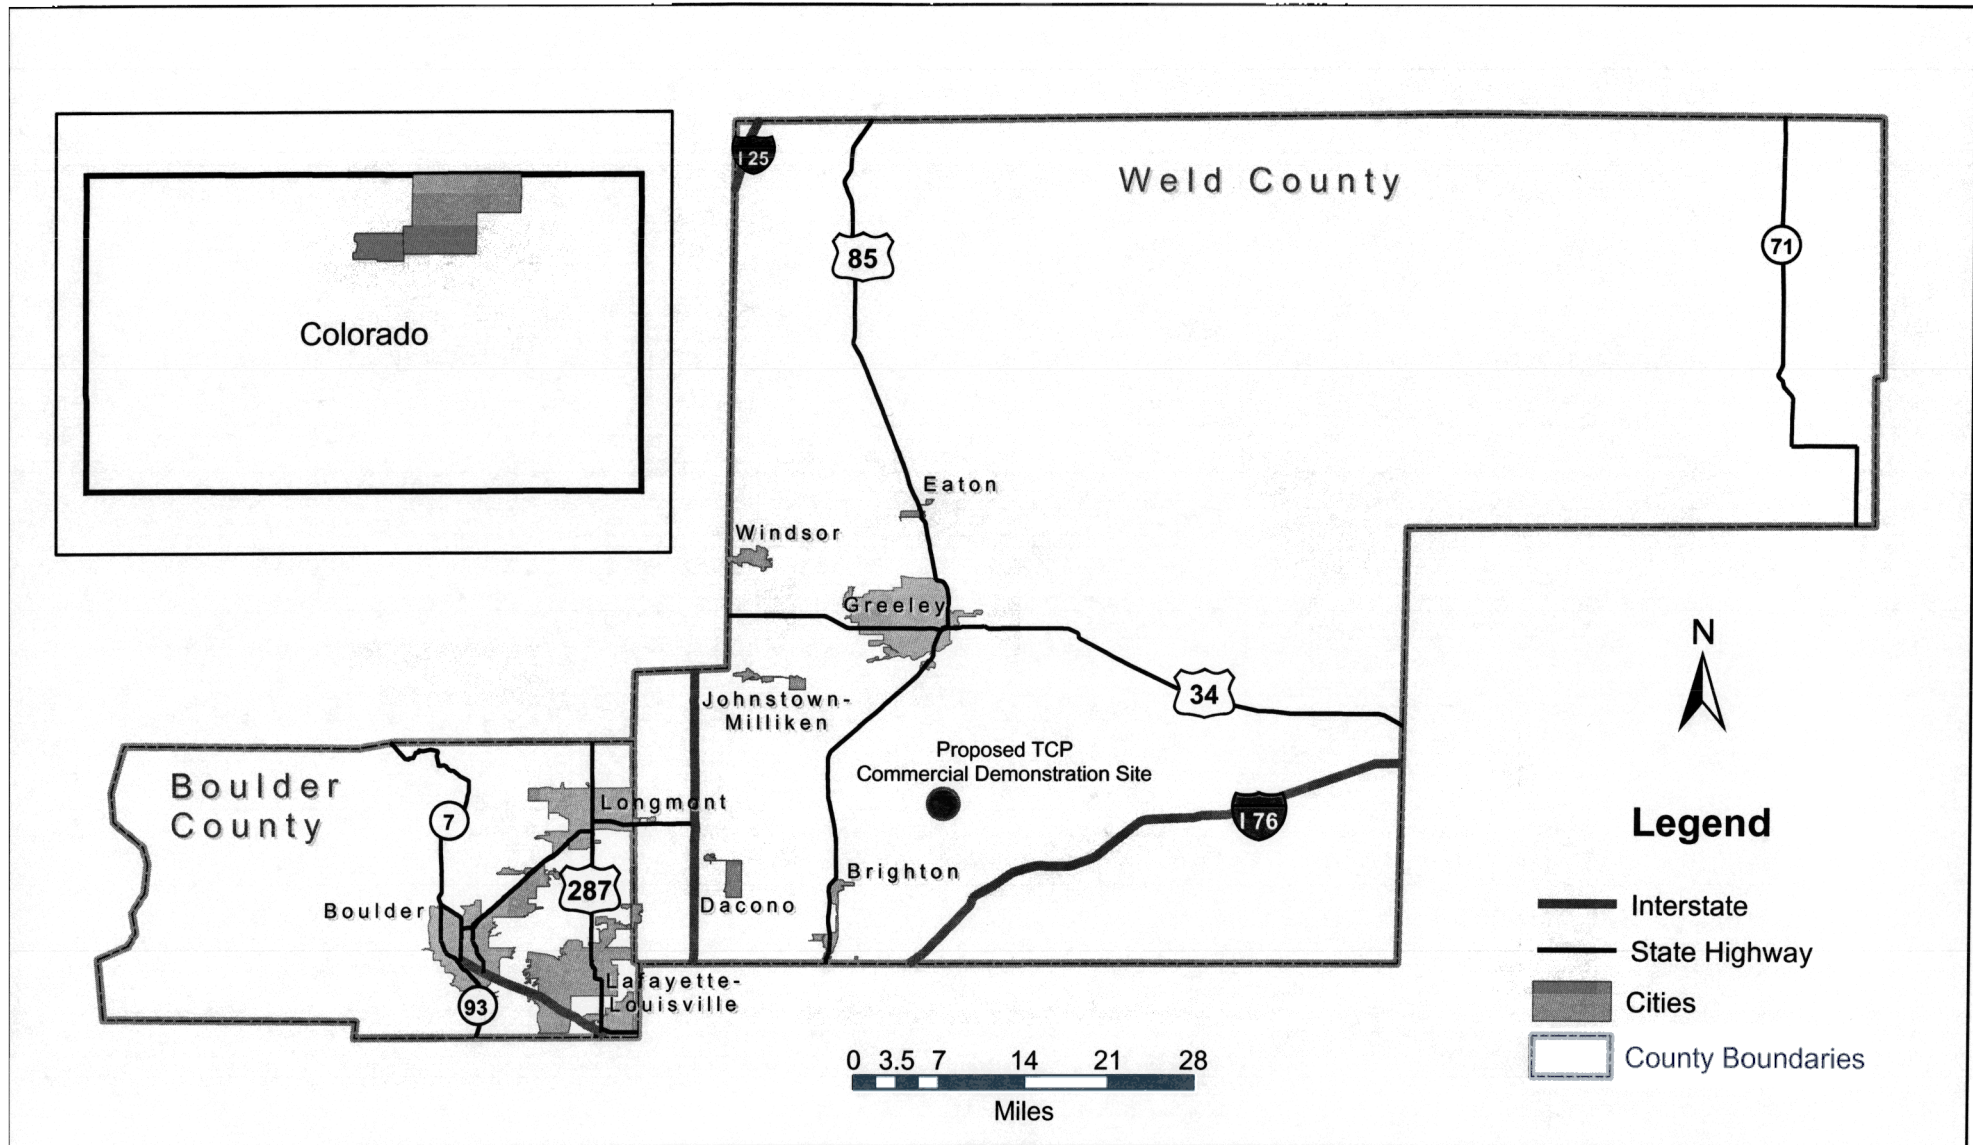 I 25
Weld County
85
71
Colorado
Eaton
Windsor
Greeley
N
Johnstown-
Milliken
34
Proposed TCP
Commercial Demonstration Site
Boulder
County
7
Longmont
I 76
Legend
Brighton
287
Boulder
Dacono
Interstate
State Highway
Lafayette-
Louisville
93
Cities
County Boundaries
0 3.5 7 14 21 28
Miles